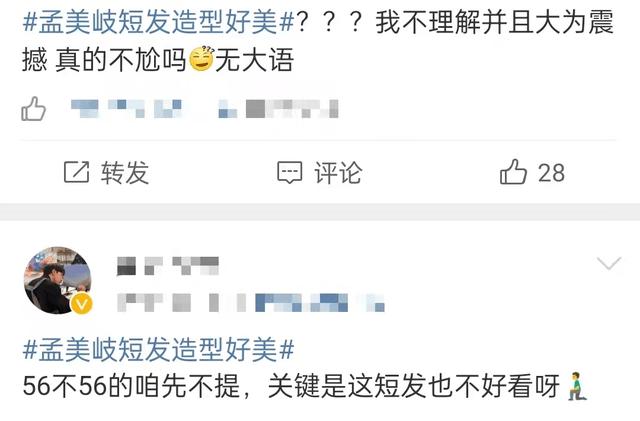 #孟美岐短发造型好美#？？？我不理解并且大为震
撼 真的不尬吗无大语
转发 评论 28
#孟美岐短发造型好美#
56不56的咱先不提，关键是这短发也不好看呀